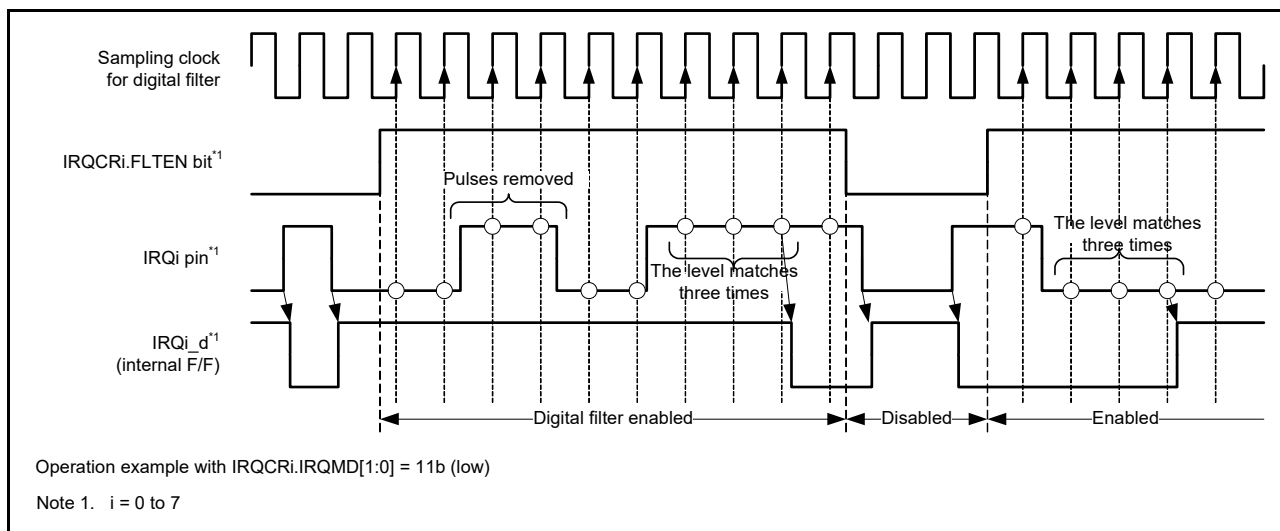 Sampling clock
for digital filter
IRQCRi.FLTEN bit*1
Pulses removed
IRQi pin*1
The level matches
three times
The level matches
three times
IRQi_d*1
(internal F/F)
Digital filter enabled
Disabled
Enabled
Operation example with IRQCRi.IRQMD[1:0] = 11b (low)
Note 1. i = 0 to 7